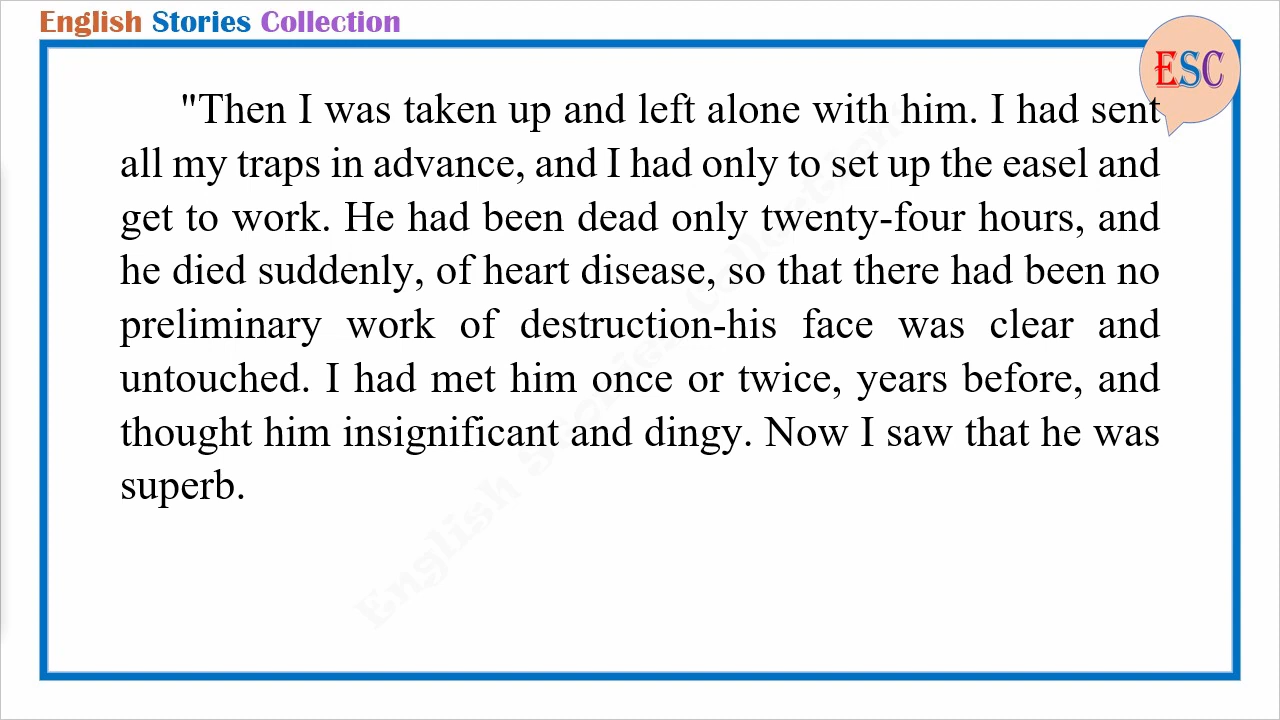 English Stories Collection
ESC
"Then I was taken up and left alone with him. I had sent
all my traps in advance, and I had only to set up the easel and
get to work. He had been dead only twenty-four hours, and
he died suddenly, of heart disease, so that there had been no
preliminary work of destruction-his face was clear and
untouched. I had met him once or twice, years before, and
thought him insignificant and dingy. Now I saw that he was
superb.
English Stories Collection